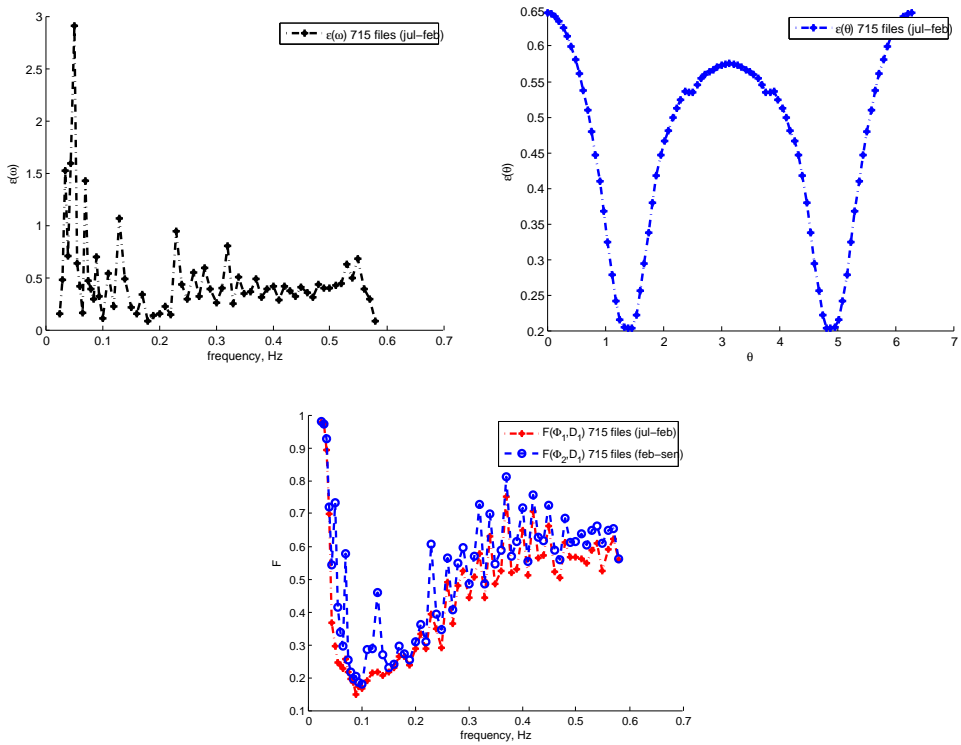 3
2.5
2
1.5
1
0.5
0
ε(ω)
ε(ω) 715 files (jul−feb)
0 0.1 0.2 0.3 0.4 0.5 0.6 0.7
frequency, Hz
0.65
0.6
0.55
0.5
0.45
0.4
0.35
0.3
0.25
0.2
ε(θ)
ε(θ) 715 files (jul−feb)
0 1 2 3 4 5 6 7
θ
1
0.9
0.8
0.7
0.6
0.5
0.4
0.3
0.2
0.1
F
F(Φ1,D1) 715 files (jul−feb)
F(Φ2,D1) 715 files (feb−sen)
0 0.1 0.2 0.3 0.4 0.5 0.6 0.7
frequency, Hz